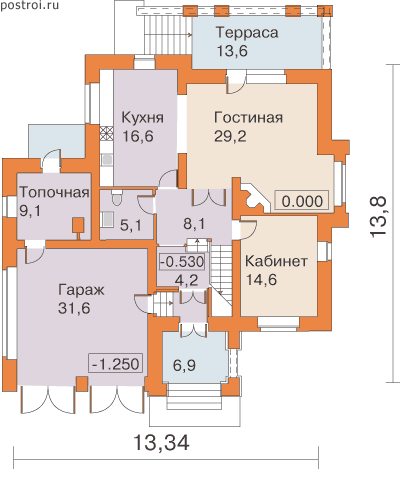 postroi.ru
Терраса
13,6
Кухня
16,6
Гостиная
29,2
Топочная
9,1
5,1
8,1
0.000
-0.530
4,2
Кабинет
14,6
Гараж
31,6
-1.250
6,9
13,8
13,34